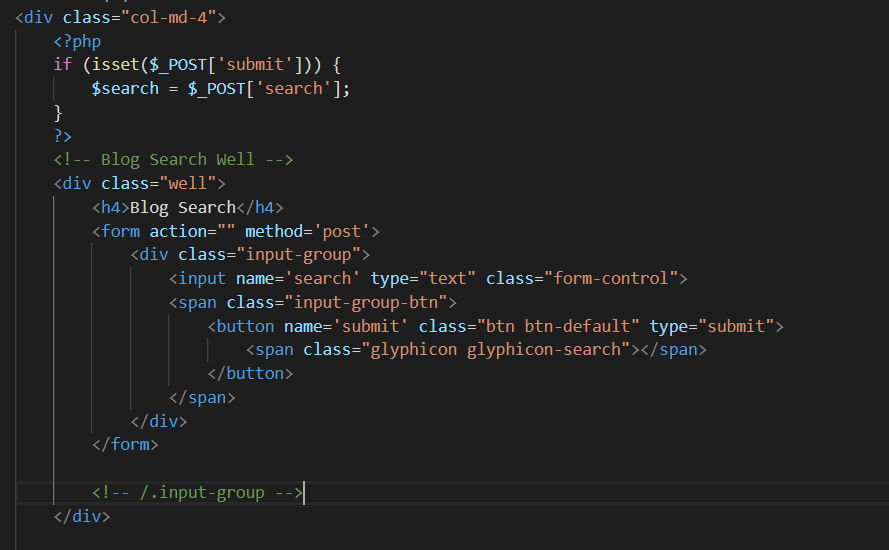 <div class="col-md-4">
<?php
if (isset($_POST['submit'])) {
$search = $_POST['search'];
}
?>
<!-- Blog Search Well -->
<div class="well">
<h4>Blog Search</h4>
<form action="" method='post'>
<div class="input-group">
<input name='search' type="text" class="form-control">
<span class="input-group-btn">
<button name='submit' class="btn btn-default" type="submit">
<span class="glyphicon glyphicon-search"></span>
</button>
</span>
</div>
</form>
<!-- /.input-group -->
</div>